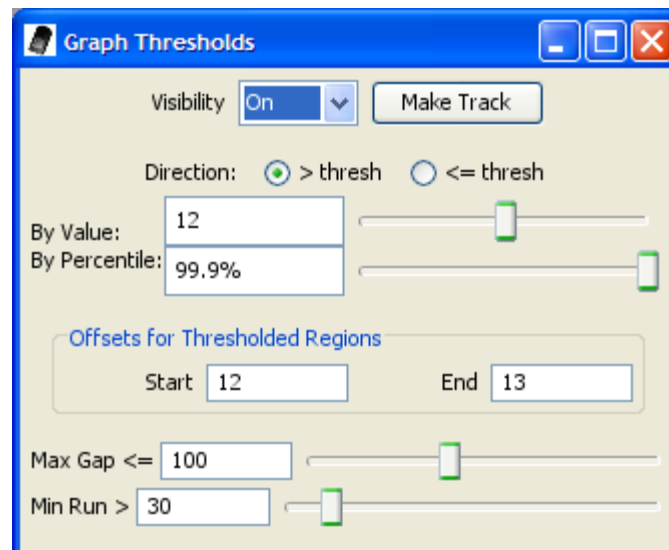 Graph Thresholds
Visibility On Make Track
Direction: > thresh <= thresh
By Value: 12
By Percentile: 99.9%
Offsets for Thresholded Regions
Start 12 End 13
Max Gap <= 100
Min Run > 30